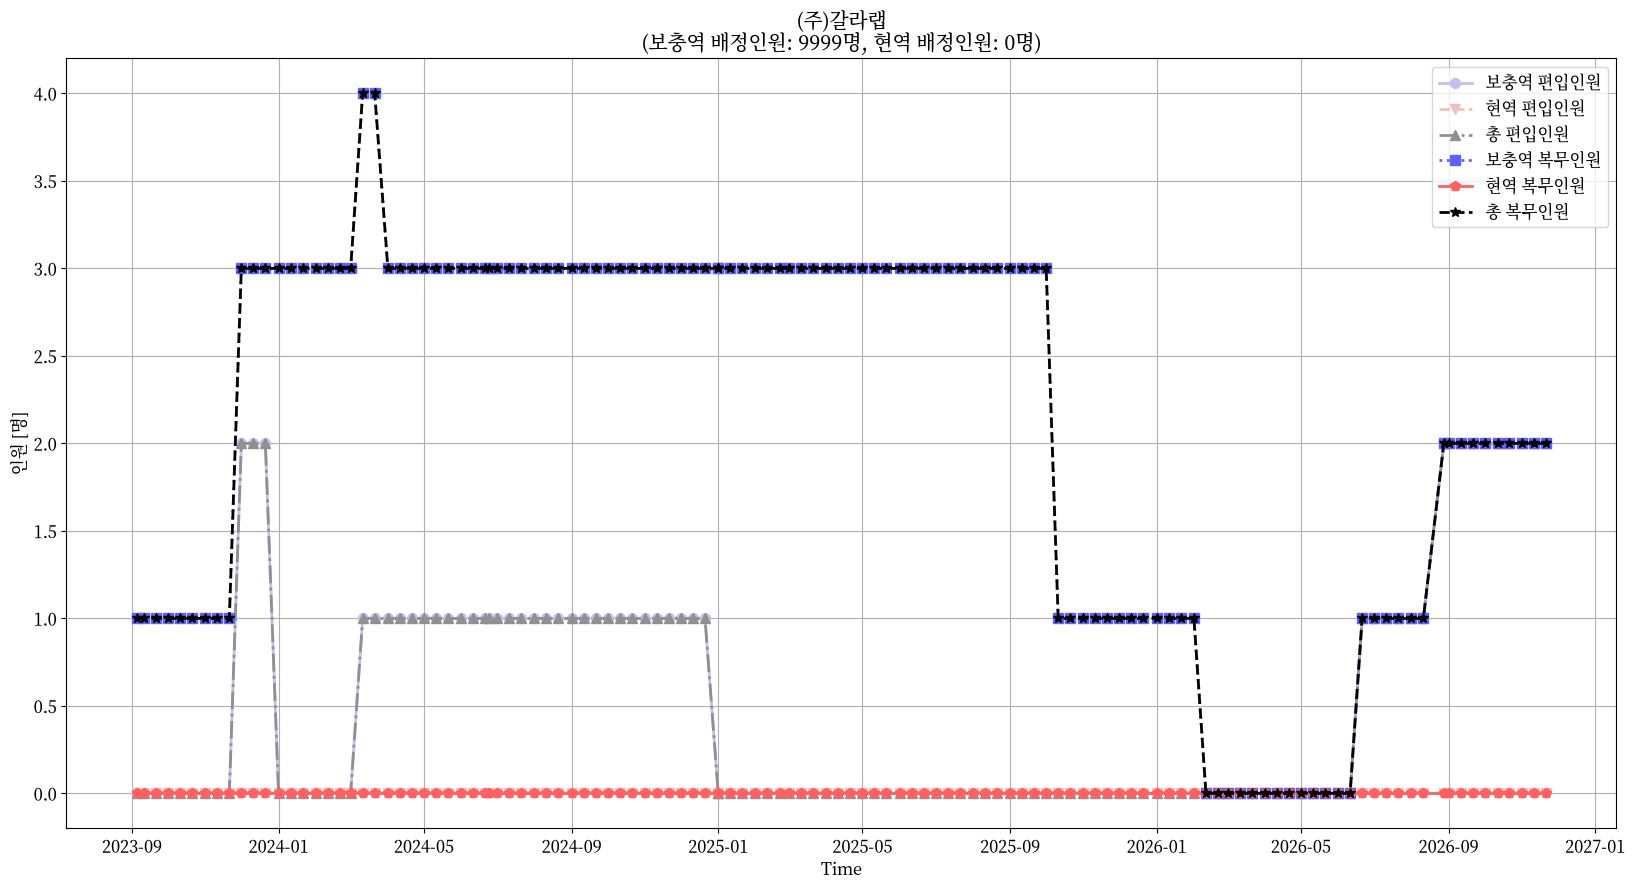 (주)갈라랩
(보충역 배정인원: 9999명, 현역 배정인원: 0명)
보충역 편입인원
현역 편입인원
총 편입인원
보충역 복무인원
현역 복무인원
총 복무인원
인원 [명]
4.0
3.5
3.0
2.5
2.0
1.5
1.0
0.5
0.0
2023-09 2024-01 2024-05 2024-09 2025-01 2025-05 2025-09 2026-01 2026-05 2026-09 2027-01
Time